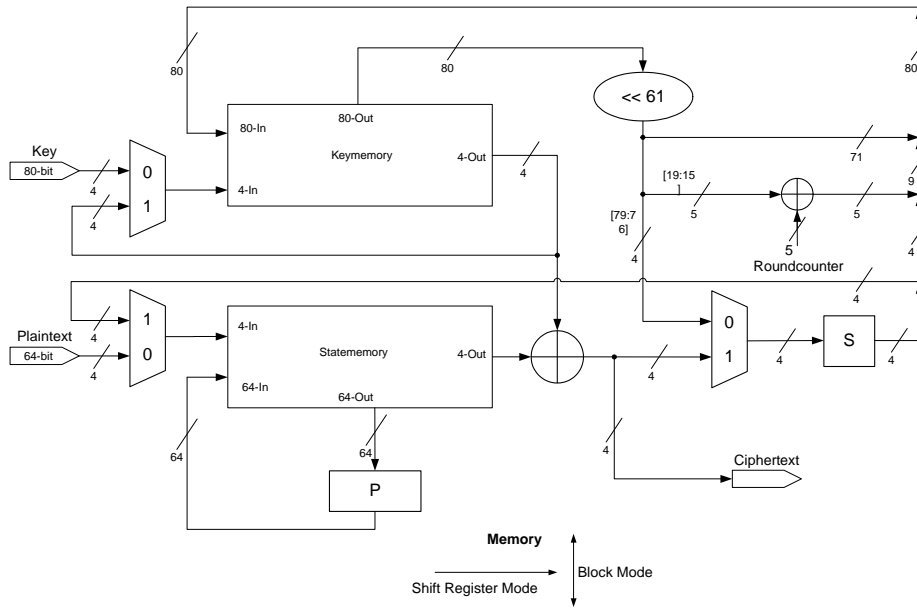 80
80
80
<< 61
80-Out
80-In
Keymemory
4-Out
4-In
Key
80-bit
0
1
4
4
4
71
9
[19:15
]
5
5
[79:7
6]
4
5
4
Roundcounter
4
Plaintext
64-bit
1
0
4
4
4-In
Statememory
4-Out
64-In
64-Out
64
64
P
0
1
4
4
S
4
4
Ciphertext
Memory
Shift Register Mode
Block Mode